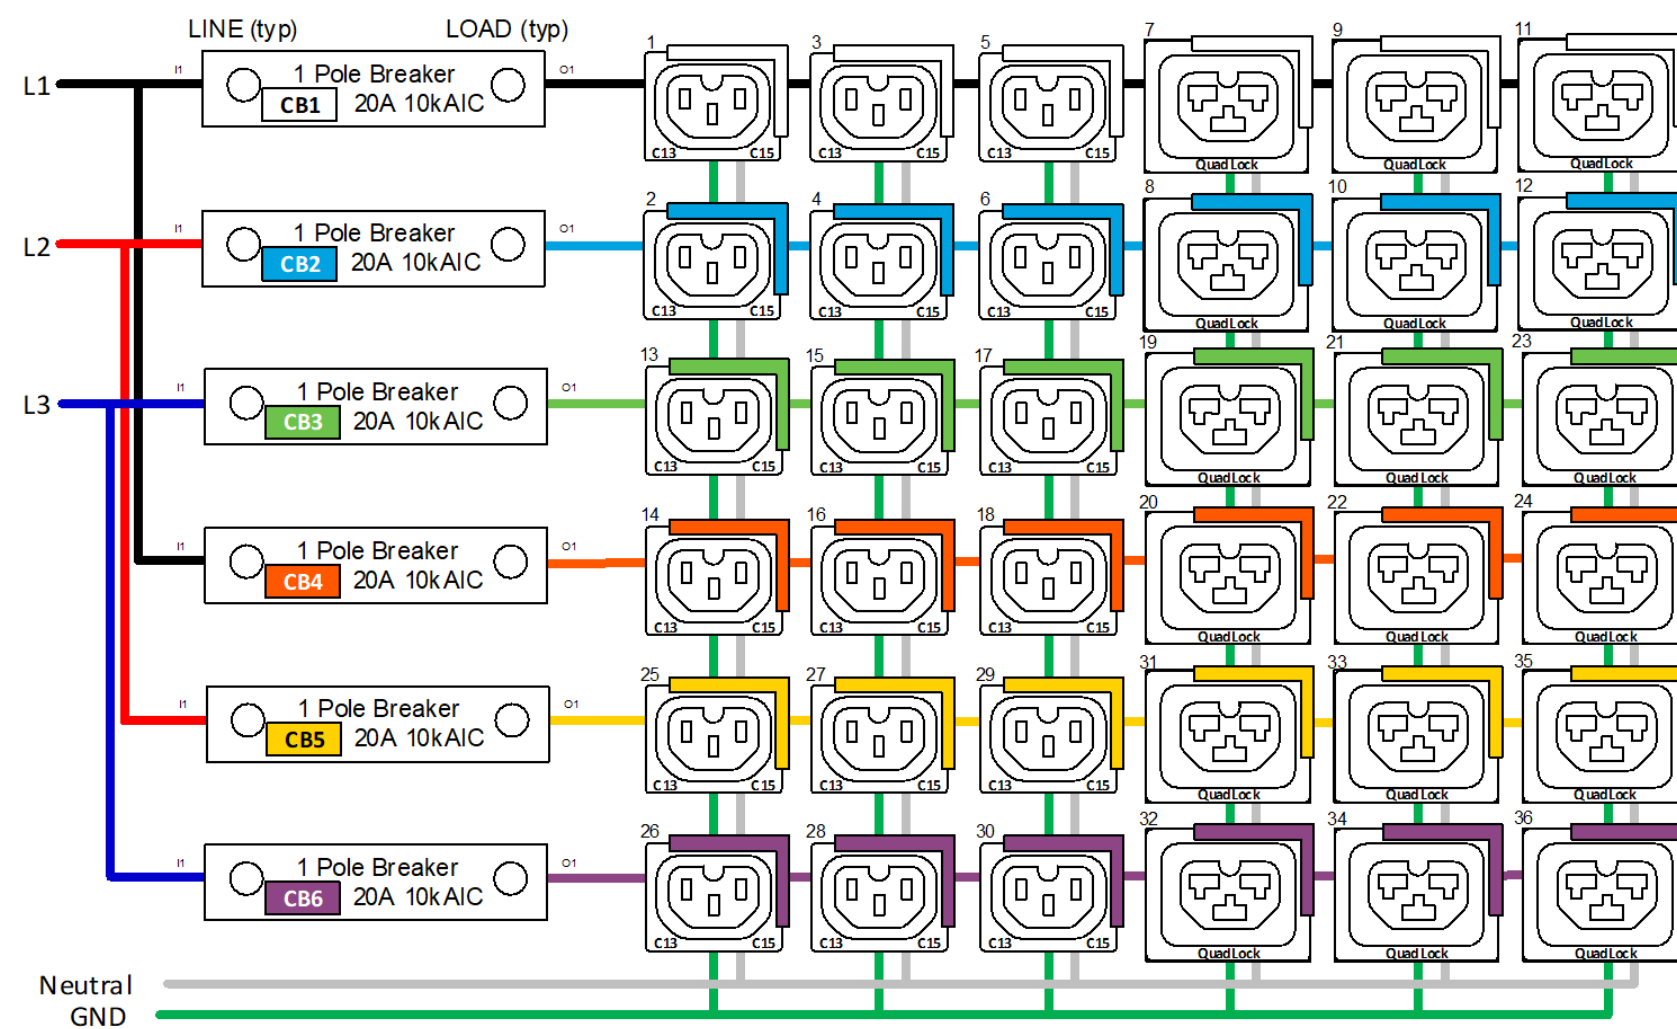 LINE (typ) LOAD (typ)
1 3 5 7 9 11
L1 I1 1 Pole Breaker O1
CB1 20A 10kAIC
C13 C15 C13 C15 C13 C15 QuadLock QuadLock QuadLock
2 4 6 8 10 12
L2 I1 1 Pole Breaker O1
CB2 20A 10kAIC
C13 C15 C13 C15 C13 C15 QuadLock QuadLock QuadLock
13 15 17 19 21 23
L3 I1 1 Pole Breaker O1
CB3 20A 10kAIC
C13 C15 C13 C15 C13 C15 QuadLock QuadLock QuadLock
14 16 18 20 22 24
I1 1 Pole Breaker O1
CB4 20A 10kAIC
C13 C15 C13 C15 C13 C15 QuadLock QuadLock QuadLock
25 27 29 31 33 35
I1 1 Pole Breaker O1
CB5 20A 10kAIC
C13 C15 C13 C15 C13 C15 QuadLock QuadLock QuadLock
26 28 30 32 34 36
I1 1 Pole Breaker O1
CB6 20A 10kAIC
C13 C15 C13 C15 C13 C15 QuadLock QuadLock QuadLock
Neutral
GND